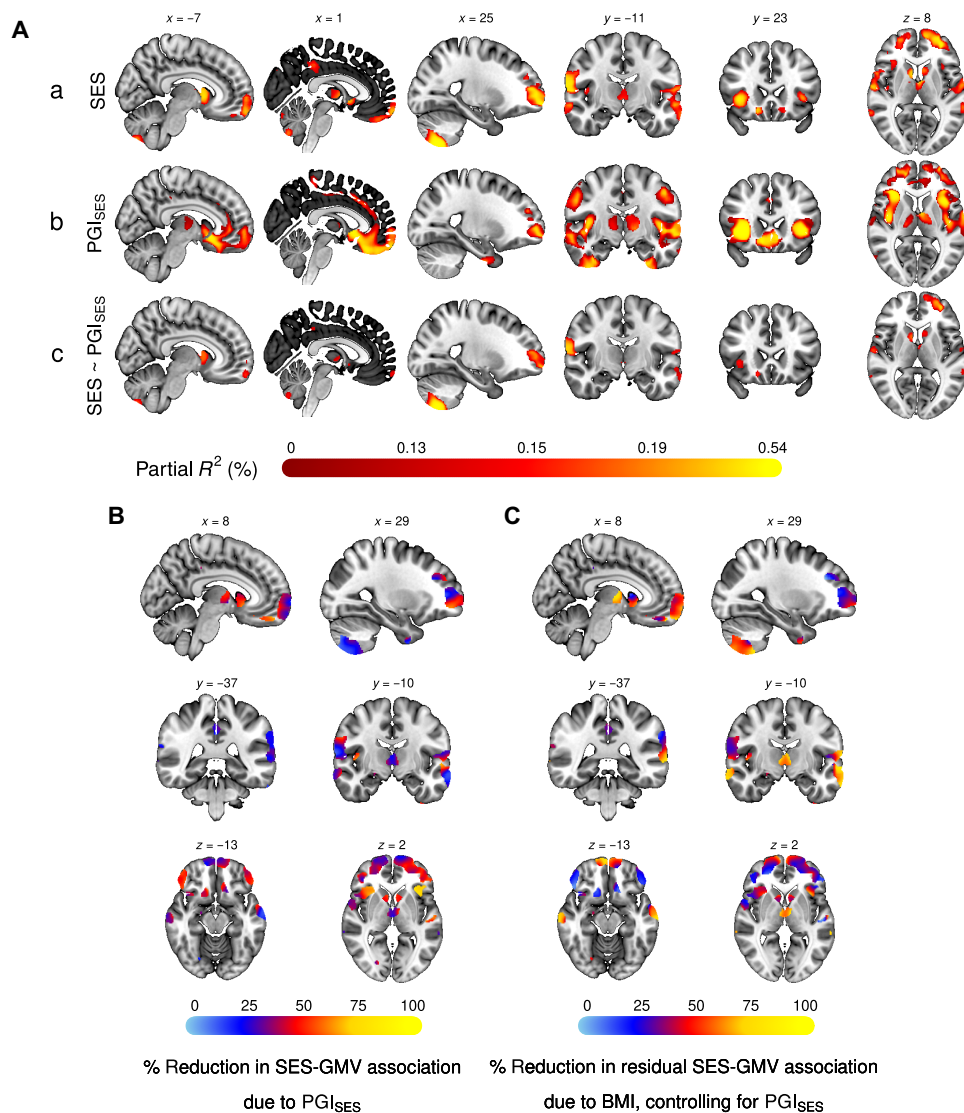 x = −7 x = 1 x = 25 y = −11 y = 23 z = 8
A
a SES
b PGI_SES
c SES ~ PGI_SES
0 0.13 0.15 0.19 0.54
Partial R² (%)
B C
x = 8 x = 29 x = 8 x = 29
y = −37 y = −10 y = −37 y = −10
z = −13 z = 2 z = −13 z = 2
0 25 50 75 100 0 25 50 75 100
% Reduction in SES-GMV association % Reduction in residual SES-GMV association
due to PGI_SES due to BMI, controlling for PGI_SES